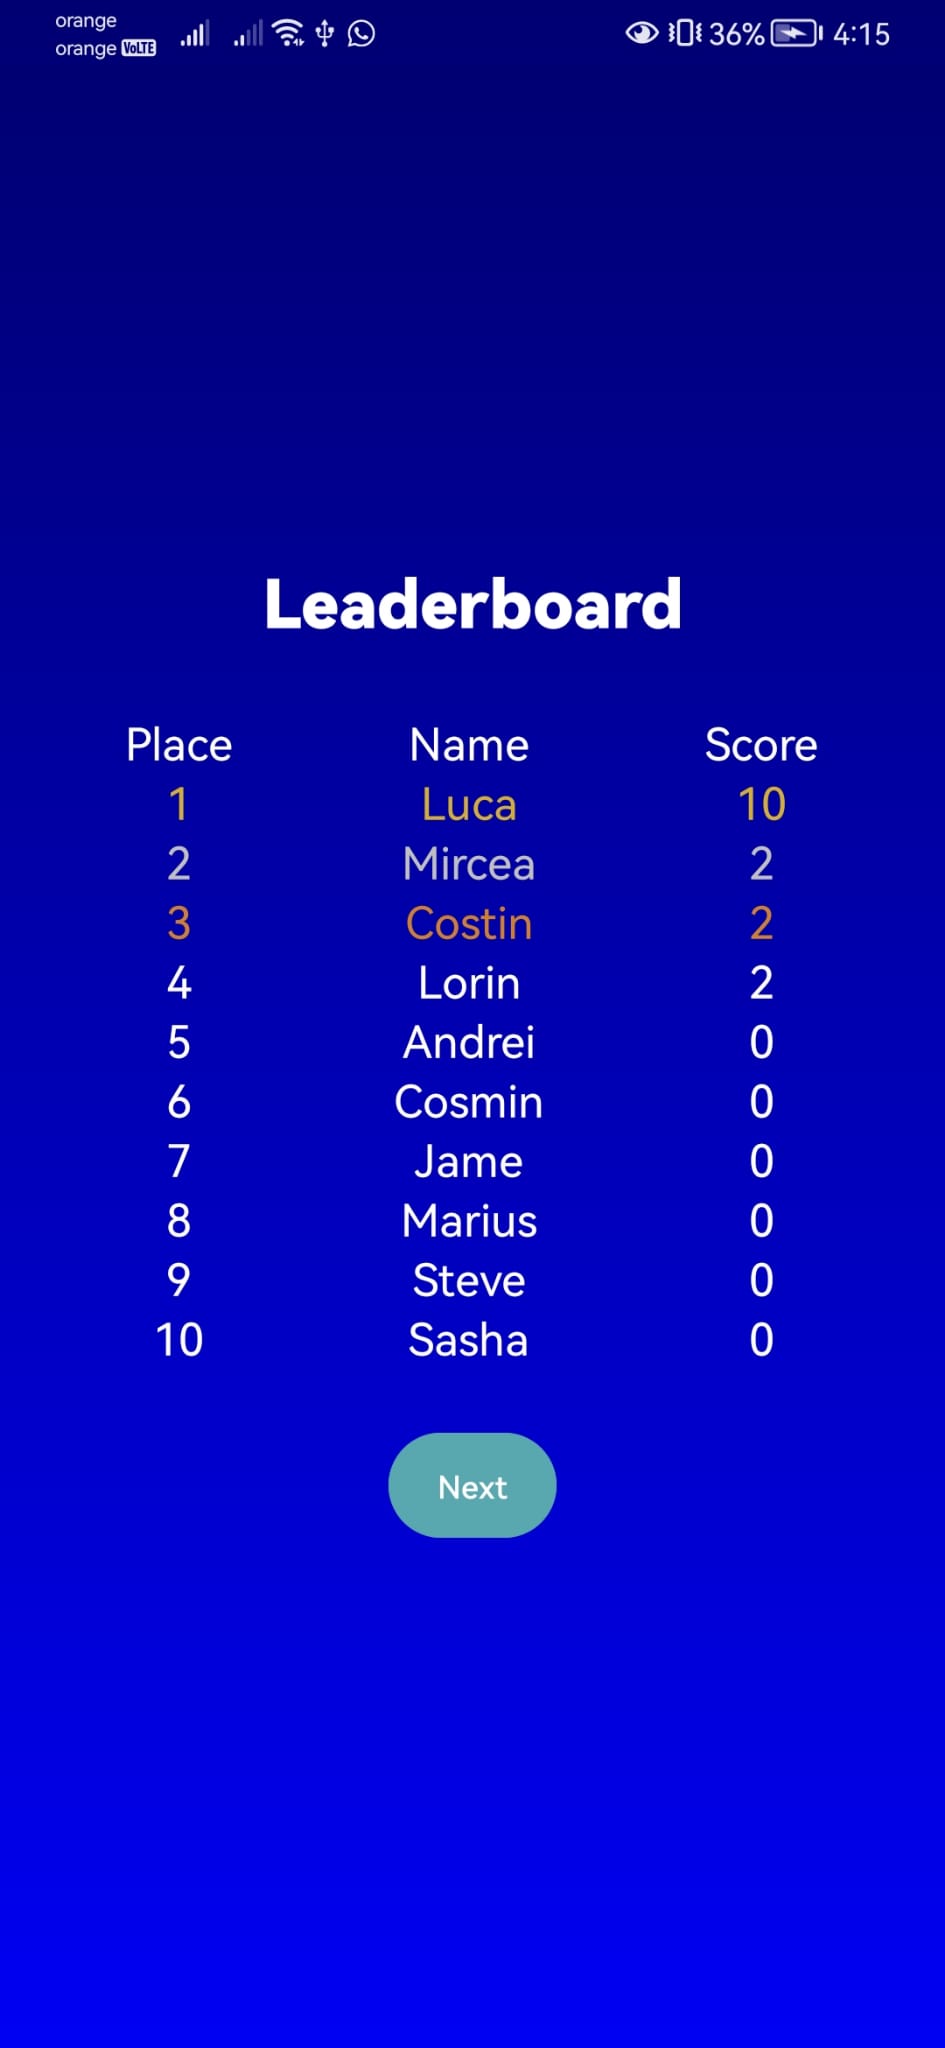 orange
orange VoLTE 36% 4:15
Leaderboard
Place Name Score
1 Luca 10
2 Mircea 2
3 Costin 2
4 Lorin 2
5 Andrei 0
6 Cosmin 0
7 Jame 0
8 Marius 0
9 Steve 0
10 Sasha 0
Next